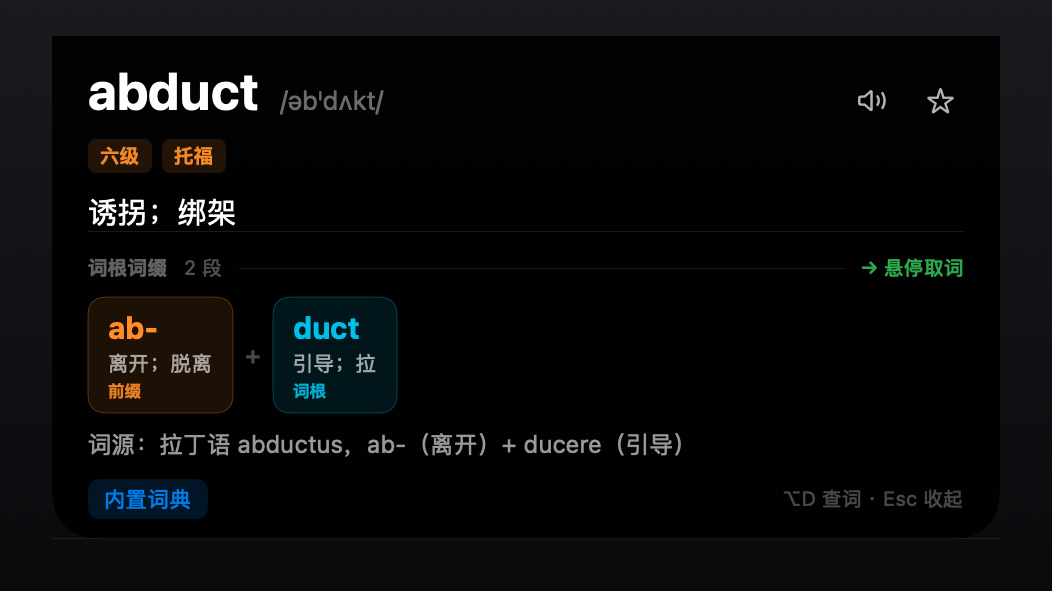 abduct /əb'dʌkt/
六级 托福
诱拐；绑架
词根词缀 2 段 → 悬停取词
ab- + duct
离开；脱离 引导；拉
前缀 词根
词源：拉丁语 abductus，ab-（离开）+ ducere（引导）
内置词典 ⌥D 查词 · Esc 收起